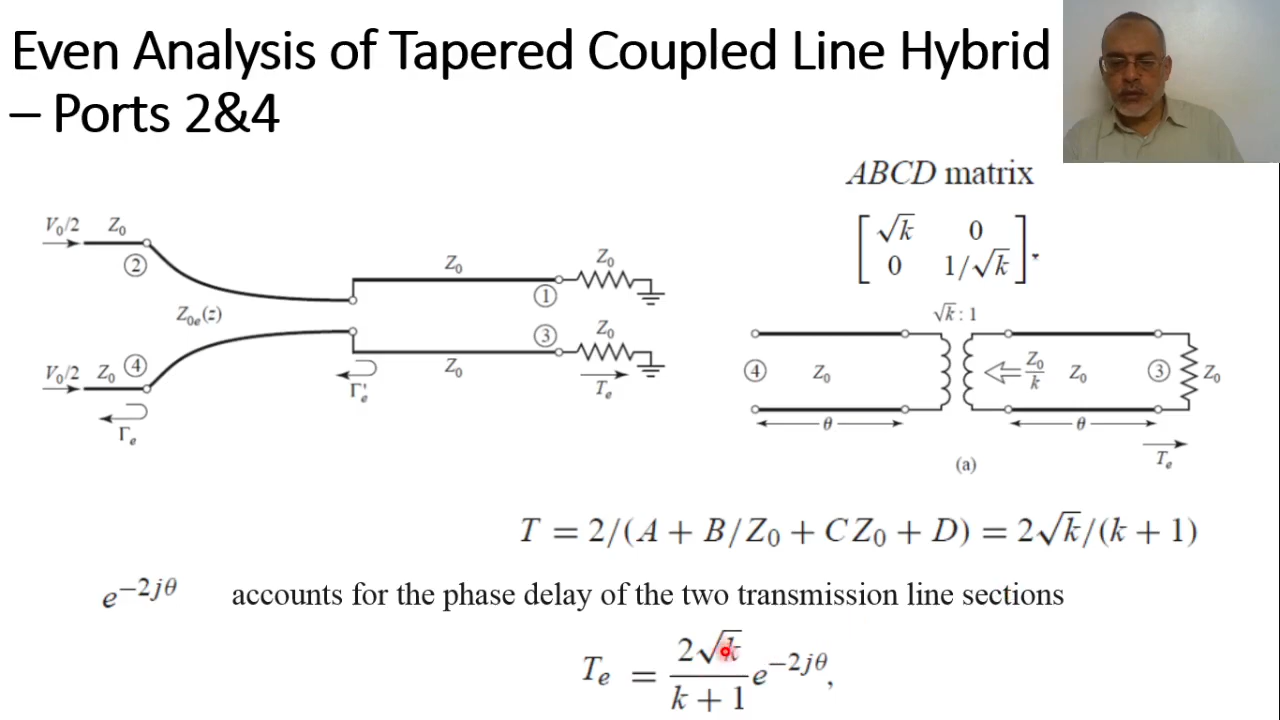 Even Analysis of Tapered Coupled Line Hybrid
– Ports 2&4
ABCD matrix
[√k 0
0 1/√k],
V₀/2 Z₀
②
Z₀ₑ(z)
V₀/2 Z₀ ④
Γₑ
Γ'ₑ
Z₀
①
Z₀
③
Z₀
Z₀
Tₑ
√k : 1
④ Z₀
Z₀/k Z₀ ③ Z₀
θ θ
Tₑ
(a)
T = 2/(A + B/Z₀ + CZ₀ + D) = 2√k/(k + 1)
e^−2jθ accounts for the phase delay of the two transmission line sections
Tₑ = 2√k/(k + 1) e^−2jθ,